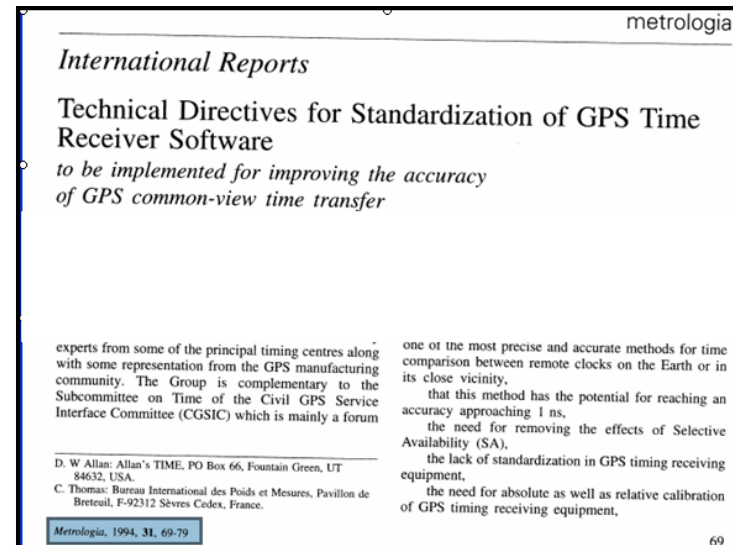 metrologia
International Reports
Technical Directives for Standardization of GPS Time
Receiver Software
to be implemented for improving the accuracy
of GPS common-view time transfer
experts from some of the principal timing centres along
with some representation from the GPS manufacturing
community. The Group is complementary to the
Subcommittee on Time of the Civil GPS Service
Interface Committee (CGSIC) which is mainly a forum
D. W Allan: Allan's TIME, PO Box 66, Fountain Green, UT
84632, USA.
C. Thomas: Bureau International des Poids et Mesures, Pavillon de
Breteuil, F-92312 Sèvres Cedex, France.
Metrologia, 1994, 31, 69-79
one of the most precise and accurate methods for time
comparison between remote clocks on the Earth or in
its close vicinity,
that this method has the potential for reaching an
accuracy approaching 1 ns,
the need for removing the effects of Selective
Availability (SA),
the lack of standardization in GPS timing receiving
equipment,
the need for absolute as well as relative calibration
of GPS timing receiving equipment,
69